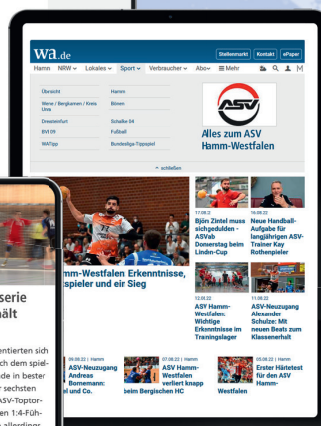 wa.de
Stellenmarkt Kontakt ePaper
Hamm NRW Lokales Sport Verbraucher Abo Mehr
Übersicht Hamm
Werne / Bergkamen / Kreis Unna Bönen
Drensteinfurt Schalke 04
BVB 09 Fußball
WATipp Bundesliga-Tippspiel
ASV
Alles zum ASV
Hamm-Westfalen
schließen
mm-Westfalen Erkenntnisse,
spieler und eir Sieg
17.08.22
Bjön Zintel muss
sichgedulden -
ASVab
Donerstag beim
Linden-Cup
16.08.22
Neue Handball-
Aufgabe für
langjährigen ASV-
Trainer Kay
Rothenpieler
12.08.22
ASV Hamm-
Westfalen:
Wichtige
Erkenntnisse im
Trainingslager
11.08.22
ASV-Neuzugang
Alexander
Schulze: Mit
neuen Beats zum
Klassenerhalt
09.08.22 | Hamm
ASV-Neuzugang
Andreas
Bornemann:
el und Co.
07.08.22 | Hamm
ASV Hamm-
Westfalen
verliert knapp
beim Bergischen HC
05.08.22 | Hamm
Erster Härtetest
für den ASV
Hamm-
Westfalen
serie
ält
entierten sich
ch dem spiel-
de in bester
r sechsten
ASV-Toptor-
en 1:4-Füh-
allerdings